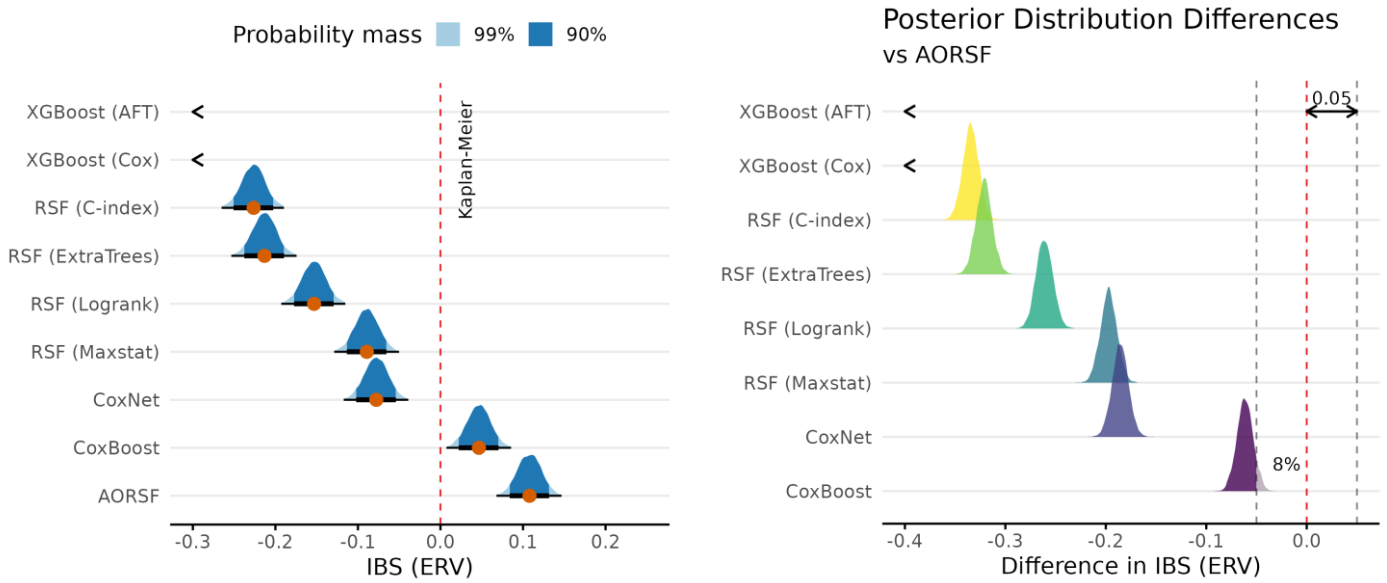 Probability mass 99% 90%
XGBoost (AFT)
XGBoost (Cox)
RSF (C-index)
RSF (ExtraTrees)
RSF (Logrank)
RSF (Maxstat)
CoxNet
CoxBoost
AORSF
Kaplan-Meier
-0.3 -0.2 -0.1 0.0 0.1 0.2
IBS (ERV)
Posterior Distribution Differences
vs AORSF
XGBoost (AFT)
XGBoost (Cox)
RSF (C-index)
RSF (ExtraTrees)
RSF (Logrank)
RSF (Maxstat)
CoxNet
CoxBoost
0.05
8%
-0.4 -0.3 -0.2 -0.1 0.0
Difference in IBS (ERV)